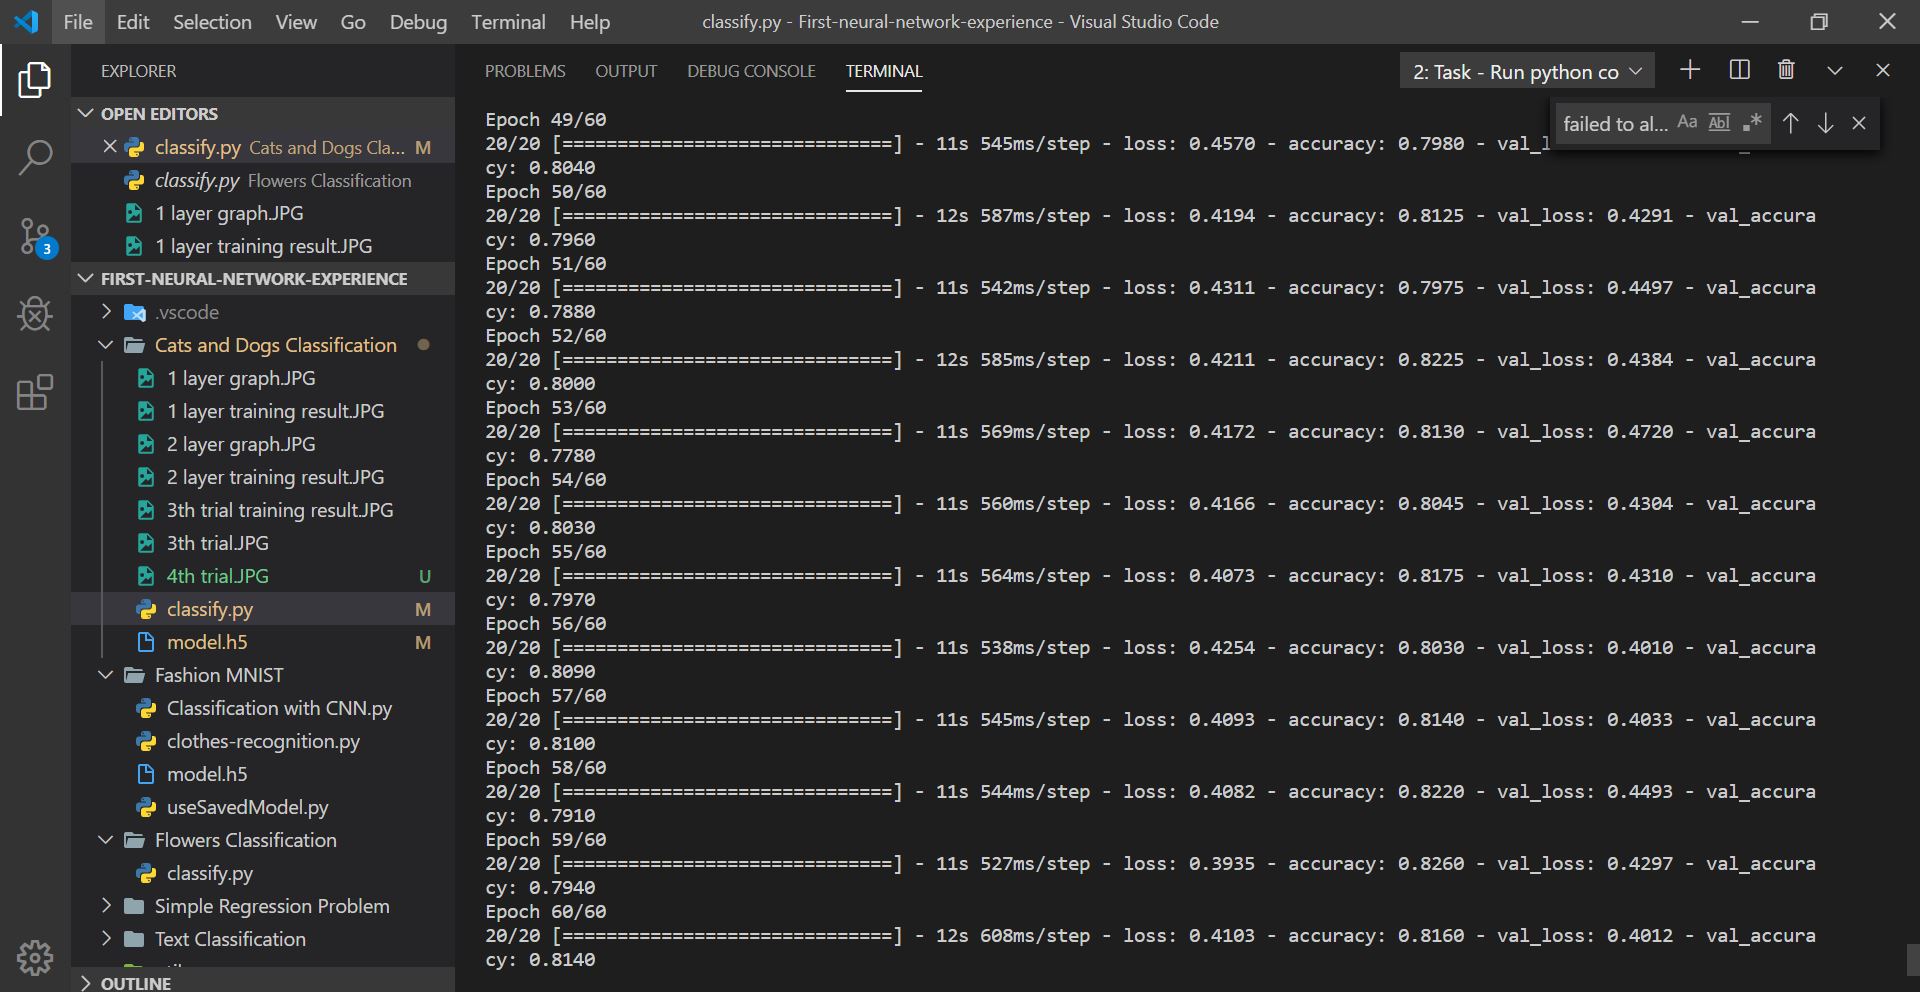 File Edit Selection View Go Debug Terminal Help classify.py - First-neural-network-experience - Visual Studio Code
EXPLORER
OPEN EDITORS
classify.py Cats and Dogs Cla... M
classify.py Flowers Classification
1 layer graph.JPG
1 layer training result.JPG
3
FIRST-NEURAL-NETWORK-EXPERIENCE
.vscode
Cats and Dogs Classification
1 layer graph.JPG
1 layer training result.JPG
2 layer graph.JPG
2 layer training result.JPG
3th trial training result.JPG
3th trial.JPG
4th trial.JPG U
classify.py M
model.h5 M
Fashion MNIST
Classification with CNN.py
clothes-recognition.py
model.h5
useSavedModel.py
Flowers Classification
classify.py
Simple Regression Problem
Text Classification
OUTLINE
PROBLEMS OUTPUT DEBUG CONSOLE TERMINAL 2: Task - Run python co
failed to al... Aa Abl .*
Epoch 49/60
20/20 [==============================] - 11s 545ms/step - loss: 0.4570 - accuracy: 0.7980 - val_l
cy: 0.8040
Epoch 50/60
20/20 [==============================] - 12s 587ms/step - loss: 0.4194 - accuracy: 0.8125 - val_loss: 0.4291 - val_accura
cy: 0.7960
Epoch 51/60
20/20 [==============================] - 11s 542ms/step - loss: 0.4311 - accuracy: 0.7975 - val_loss: 0.4497 - val_accura
cy: 0.7880
Epoch 52/60
20/20 [==============================] - 12s 585ms/step - loss: 0.4211 - accuracy: 0.8225 - val_loss: 0.4384 - val_accura
cy: 0.8000
Epoch 53/60
20/20 [==============================] - 11s 569ms/step - loss: 0.4172 - accuracy: 0.8130 - val_loss: 0.4720 - val_accura
cy: 0.7780
Epoch 54/60
20/20 [==============================] - 11s 560ms/step - loss: 0.4166 - accuracy: 0.8045 - val_loss: 0.4304 - val_accura
cy: 0.8030
Epoch 55/60
20/20 [==============================] - 11s 564ms/step - loss: 0.4073 - accuracy: 0.8175 - val_loss: 0.4310 - val_accura
cy: 0.7970
Epoch 56/60
20/20 [==============================] - 11s 538ms/step - loss: 0.4254 - accuracy: 0.8030 - val_loss: 0.4010 - val_accura
cy: 0.8090
Epoch 57/60
20/20 [==============================] - 11s 545ms/step - loss: 0.4093 - accuracy: 0.8140 - val_loss: 0.4033 - val_accura
cy: 0.8100
Epoch 58/60
20/20 [==============================] - 11s 544ms/step - loss: 0.4082 - accuracy: 0.8220 - val_loss: 0.4493 - val_accura
cy: 0.7910
Epoch 59/60
20/20 [==============================] - 11s 527ms/step - loss: 0.3935 - accuracy: 0.8260 - val_loss: 0.4297 - val_accura
cy: 0.7940
Epoch 60/60
20/20 [==============================] - 12s 608ms/step - loss: 0.4103 - accuracy: 0.8160 - val_loss: 0.4012 - val_accura
cy: 0.8140